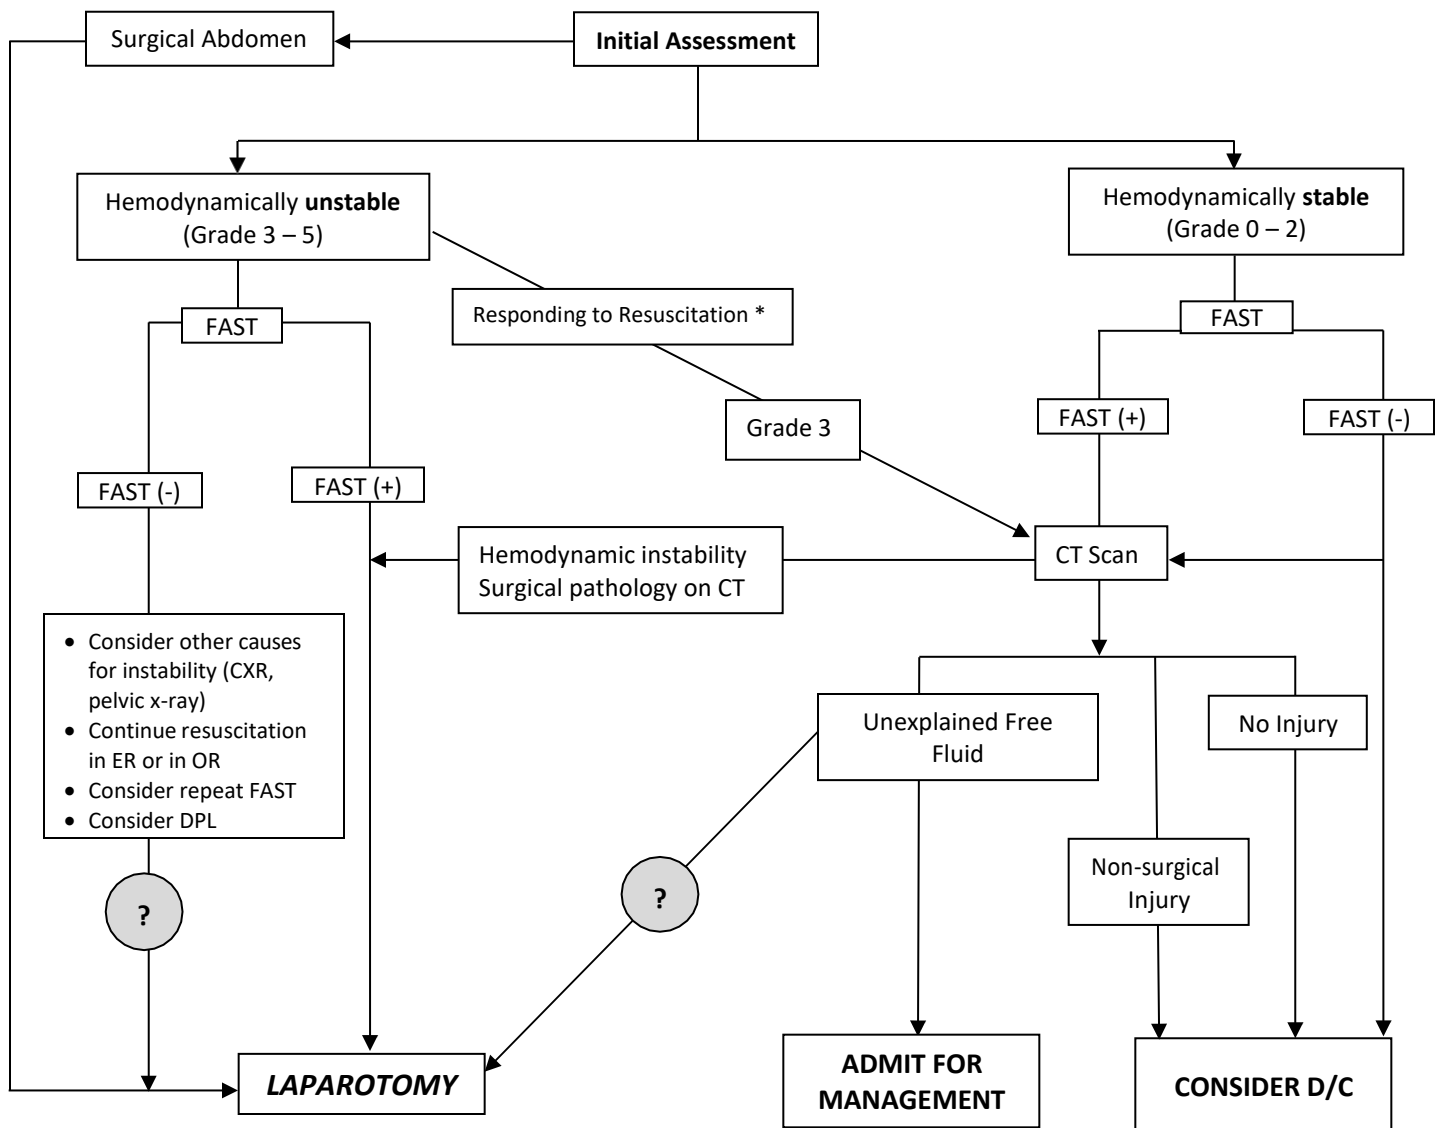 Surgical Abdomen
Initial Assessment
Hemodynamically unstable
(Grade 3 – 5)
Hemodynamically stable
(Grade 0 – 2)
Responding to Resuscitation *
FAST
FAST
Grade 3
FAST (+)
FAST (-)
FAST (-)
FAST (+)
Hemodynamic instability
Surgical pathology on CT
CT Scan
• Consider other causes
for instability (CXR,
pelvic x-ray)
• Continue resuscitation
in ER or in OR
• Consider repeat FAST
• Consider DPL
Unexplained Free
Fluid
No Injury
Non-surgical
Injury
?
?
LAPAROTOMY
ADMIT FOR
MANAGEMENT
CONSIDER D/C